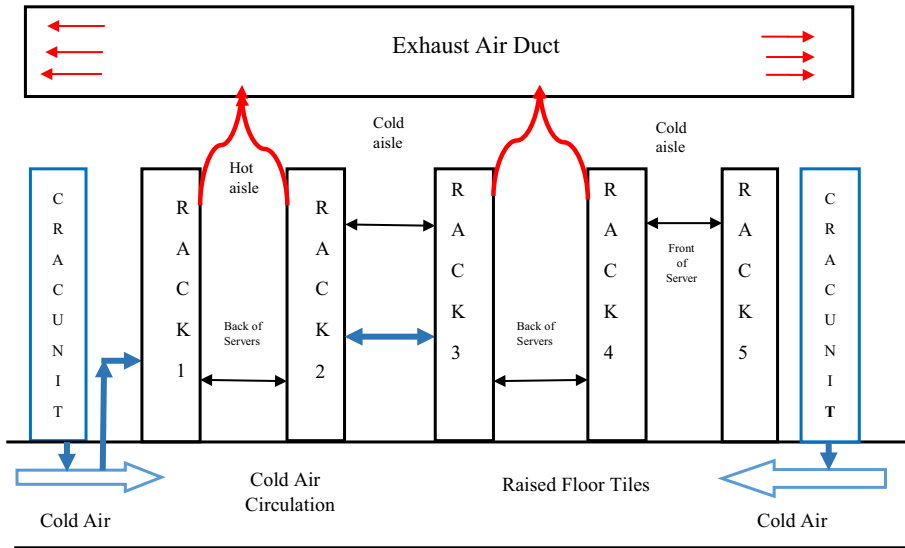 Exhaust Air Duct
Cold
aisle
Cold
aisle
Hot
aisle
C
R
A
C
U
N
I
T
R
A
C
K
1
R
A
C
K
2
R
A
C
K
3
R
A
C
K
4
R
A
C
K
5
C
R
A
C
U
N
I
T
Front
of
Server
Back of
Servers
Back of
Servers
Cold Air
Circulation
Raised Floor Tiles
Cold Air
Cold Air